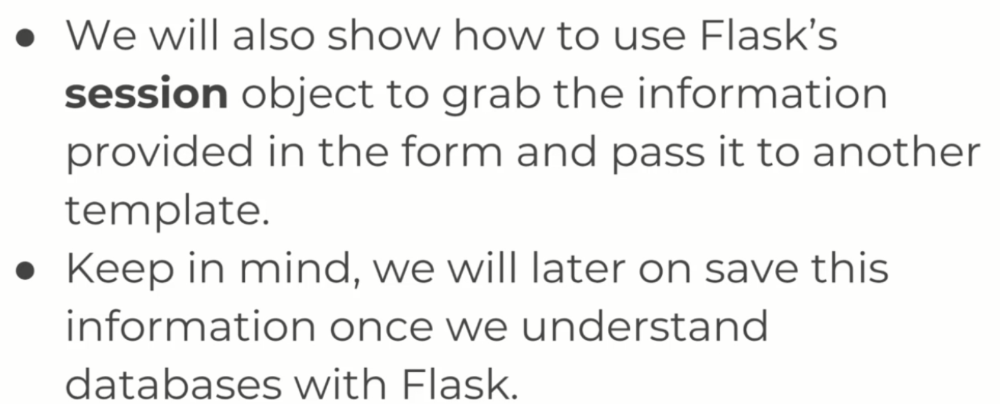 • We will also show how to use Flask’s
session object to grab the information
provided in the form and pass it to another
template.
• Keep in mind, we will later on save this
information once we understand
databases with Flask.